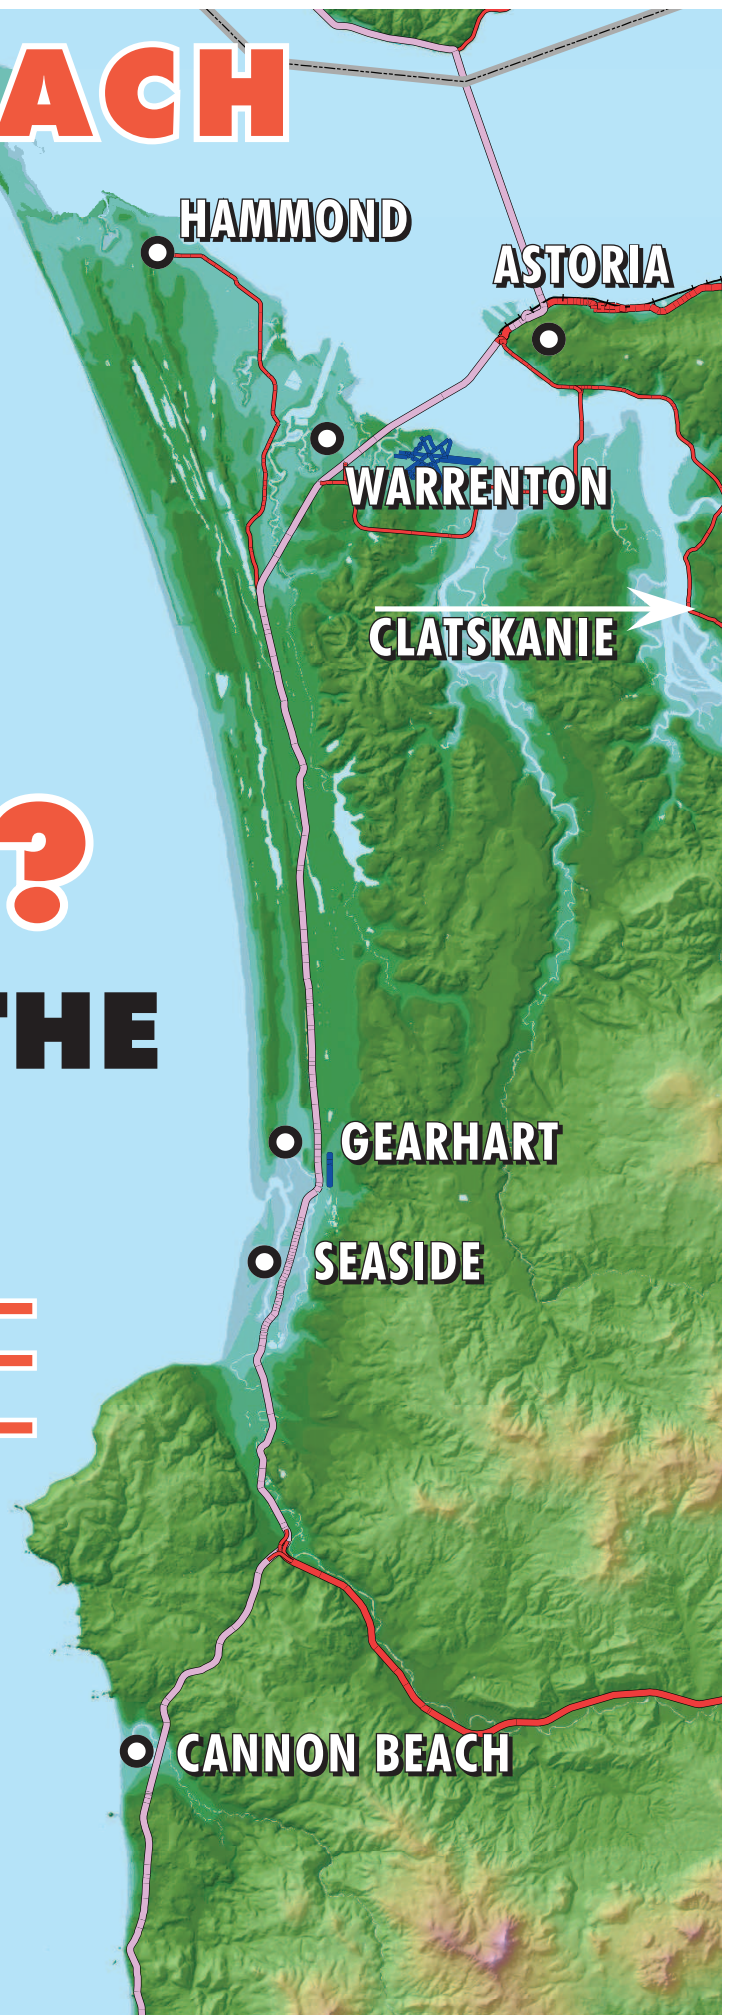 ACH
HAMMOND
ASTORIA
WARRENTON
CLATSKANIE
?
THE
GEARHART
SEASIDE
CANNON BEACH